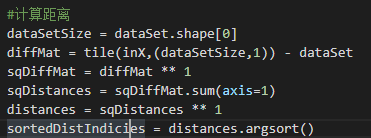 #计算距离
dataSetSize = dataSet.shape[0]
diffMat = tile(inX,(dataSetSize,1)) - dataSet
sqDiffMat = diffMat ** 1
sqDistances = sqDiffMat.sum(axis=1)
distances = sqDistances ** 1
sortedDistIndicies = distances.argsort()